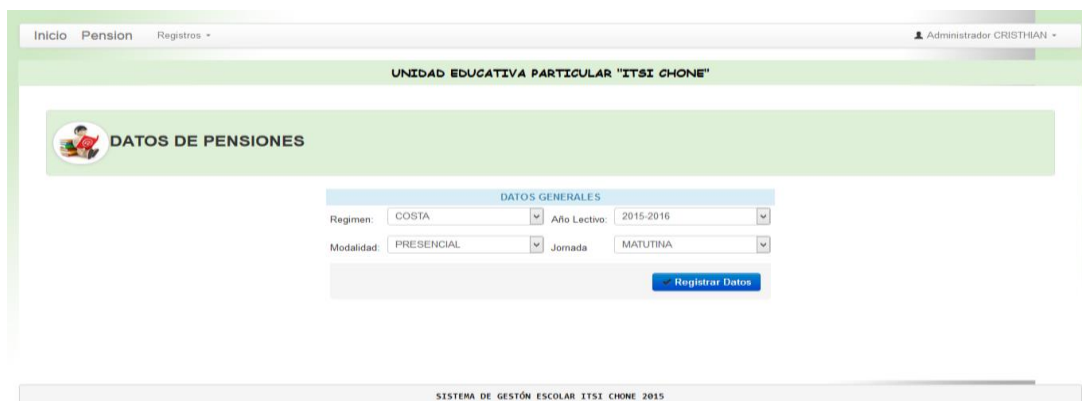 Inicio Pension Registros Administrador CRISTHIAN
UNIDAD EDUCATIVA PARTICULAR "ITSI CHONE"
DATOS DE PENSIONES
DATOS GENERALES
Regimen: COSTA Año Lectivo: 2015-2016
Modalidad: PRESENCIAL Jornada MATUTINA
Registrar Datos
SISTEMA DE GESTÓN ESCOLAR ITSI CHONE 2015